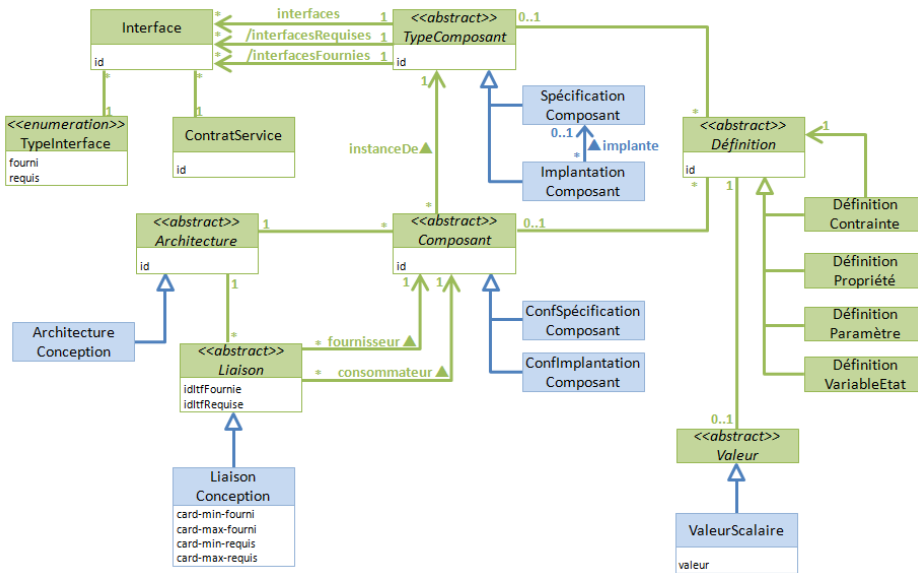 Interface
id
* interfaces 1
* /interfacesRequises 1
* /interfacesFournies 1
<<abstract>>
TypeComposant
id
0..1
*
1
*
1
<<enumeration>>
TypeInterface
fourni
requis
ContratService
id
1
instanceDe
*
Spécification
Composant
0..1
implante
*
Implantation
Composant
*
<<abstract>>
Définition
id
*
1
1
Définition
Contrainte
Définition
Propriété
Définition
Paramètre
Définition
VariableEtat
<<abstract>>
Architecture
id
1
*
<<abstract>>
Composant
id
0..1
1
1
1
*
Architecture
Conception
<<abstract>>
Liaison
idItfFournie
idItfRequise
* fournisseur
* consommateur
ConfSpécification
Composant
ConfImplantation
Composant
0..1
<<abstract>>
Valeur
Liaison
Conception
card-min-fourni
card-max-fourni
card-min-requis
card-max-requis
ValeurScalaire
valeur